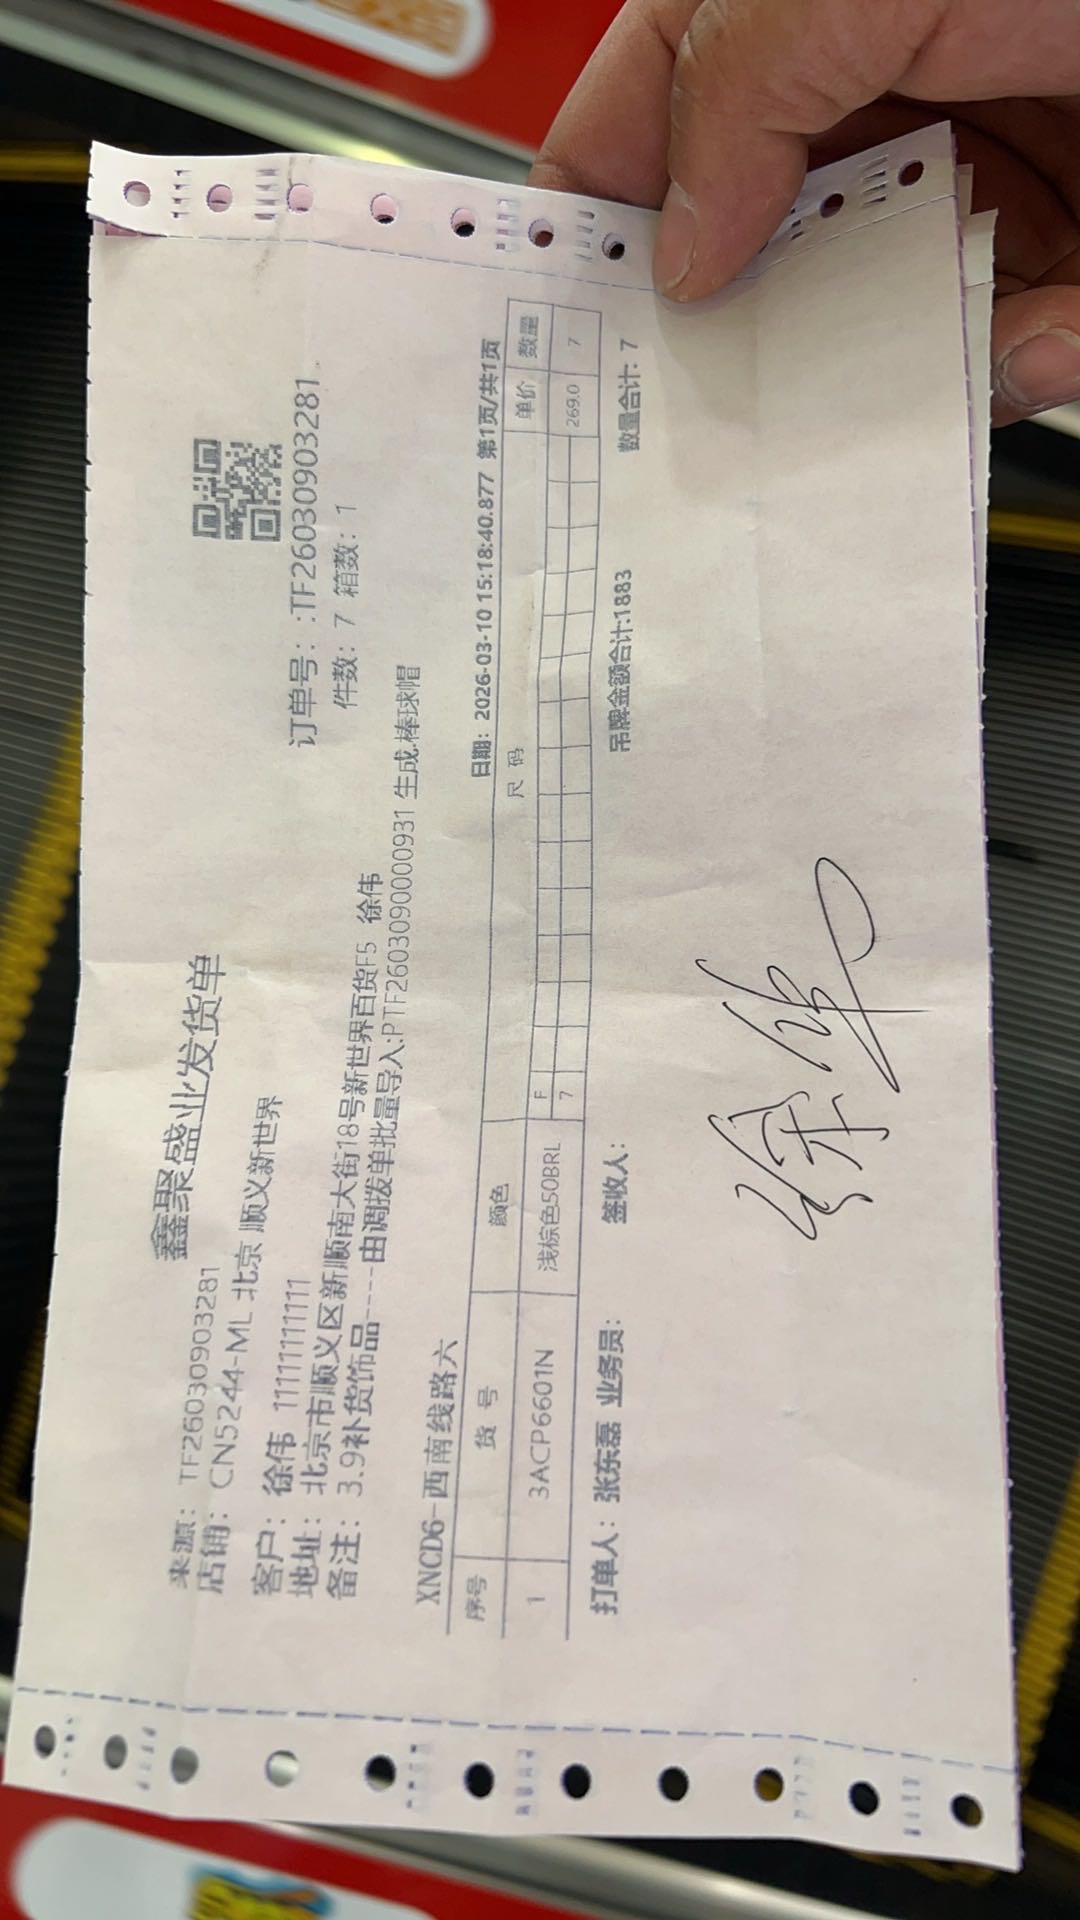 鑫聚盛业发货单
来源：TF26030903281
店铺：CN5244-ML 北京 顺义新世界
订单号：:TF26030903281
客户：徐伟 11111111111
件数：7 箱数：1
地址：北京市顺义区新顺南大街18号新世界百货F5 徐伟
备注：3.9补货饰品----由调拨单批量导入:PTF2603090000931 生成.棒球帽
XNCD6-西南线路六
日期：2026-03-10 15:18:40.877 第1页/共1页
序号 货号 颜色 尺码 单价 数量
F
1 3ACP6601N 浅棕色50BRL 7 269.0 7
打单人：张东磊 业务员： 签收人： 吊牌金额合计:1883 数量合计: 7
徐伟